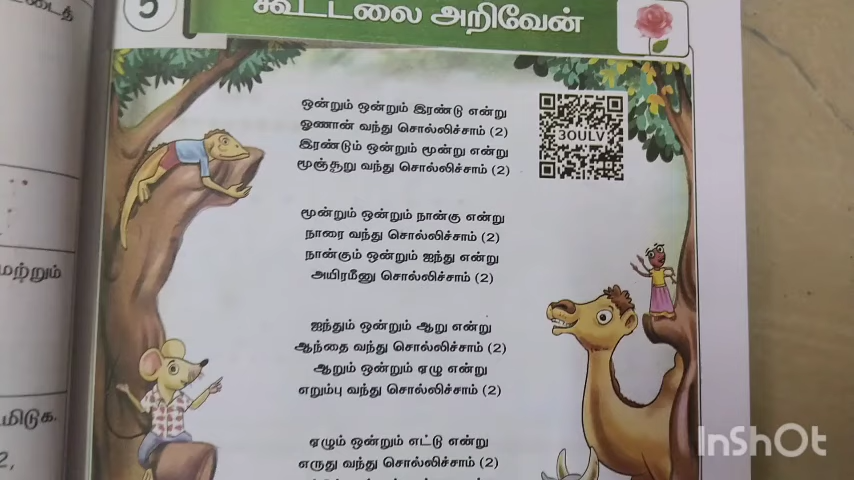 5
கூட்டலை அறிவேன்
ஒன்றும் ஒன்றும் இரண்டு என்று
ஓணான் வந்து சொல்லிச்சாம் (2)
இரண்டும் ஒன்றும் மூன்று என்று
மூஞ்சூறு வந்து சொல்லிச்சாம் (2)
3OULV
மூன்றும் ஒன்றும் நான்கு என்று
நாரை வந்து சொல்லிச்சாம் (2)
நான்கும் ஒன்றும் ஐந்து என்று
அயிரமீனு சொல்லிச்சாம் (2)
மற்றும்
ஐந்தும் ஒன்றும் ஆறு என்று
ஆந்தை வந்து சொல்லிச்சாம் (2)
ஆறும் ஒன்றும் ஏழு என்று
எறும்பு வந்து சொல்லிச்சாம் (2)
மிடுக.
ஏழும் ஒன்றும் எட்டு என்று
எருது வந்து சொல்லிச்சாம் (2)
2,
InShOt